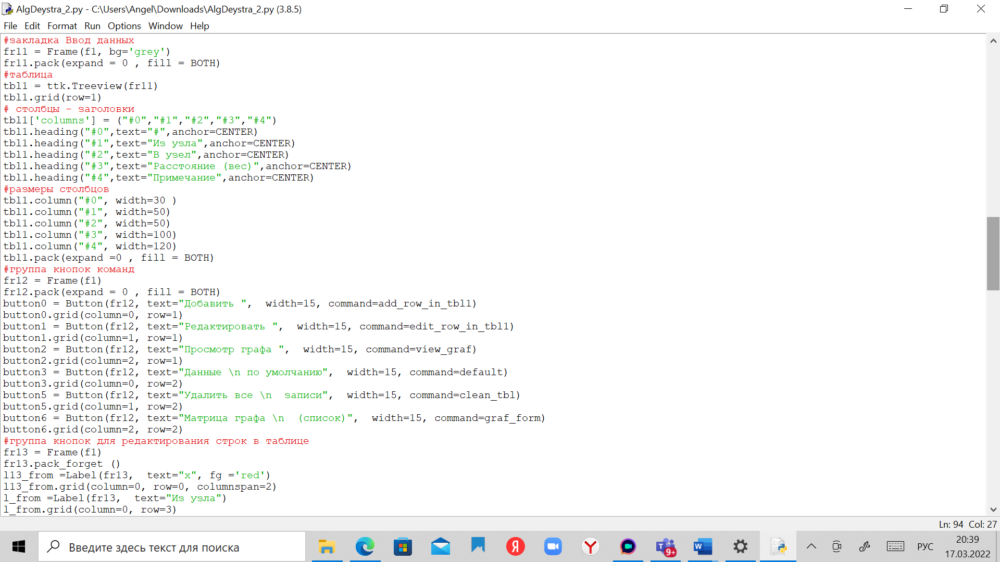 AlgDeystra_2.py - C:\Users\Angel\Downloads\AlgDeystra_2.py (3.8.5)
File Edit Format Run Options Window Help
#закладка Ввод данных
fr11 = Frame(f1, bg='grey')
fr11.pack(expand = 0 , fill = BOTH)
#таблица
tbl1 = ttk.Treeview(fr11)
tbl1.grid(row=1)
# столбцы - заголовки
tbl1['columns'] = ("#0","#1","#2","#3","#4")
tbl1.heading("#0",text="#",anchor=CENTER)
tbl1.heading("#1",text="Из узла",anchor=CENTER)
tbl1.heading("#2",text="В узел",anchor=CENTER)
tbl1.heading("#3",text="Расстояние (вес)",anchor=CENTER)
tbl1.heading("#4",text="Примечание",anchor=CENTER)
#размеры столбцов
tbl1.column("#0", width=30 )
tbl1.column("#1", width=50)
tbl1.column("#2", width=50)
tbl1.column("#3", width=100)
tbl1.column("#4", width=120)
tbl1.pack(expand =0 , fill = BOTH)
#группа кнопок команд
fr12 = Frame(f1)
fr12.pack(expand = 0 , fill = BOTH)
button0 = Button(fr12, text="Добавить ",  width=15, command=add_row_in_tbl1)
button0.grid(column=0, row=1)
button1 = Button(fr12, text="Редактировать ",  width=15, command=edit_row_in_tbl1)
button1.grid(column=1, row=1)
button2 = Button(fr12, text="Просмотр графа ",  width=15, command=view_graf)
button2.grid(column=2, row=1)
button3 = Button(fr12, text="Данные \n по умолчанию",  width=15, command=default)
button3.grid(column=0, row=2)
button5 = Button(fr12, text="Удалить все \n  записи",  width=15, command=clean_tbl)
button5.grid(column=1, row=2)
button6 = Button(fr12, text="Матрица графа \n  (список)",  width=15, command=graf_form)
button6.grid(column=2, row=2)
#группа кнопок для редактирования строк в таблице
fr13 = Frame(f1)
fr13.pack_forget ()
l13_from =Label(fr13,  text="x", fg ='red')
l13_from.grid(column=0, row=0, columnspan=2)
l_from =Label(fr13,  text="Из узла")
l_from.grid(column=0, row=3)
Ln: 94 Col: 27
Введите здесь текст для поиска
Я
9+
РУС
20:39
17.03.2022